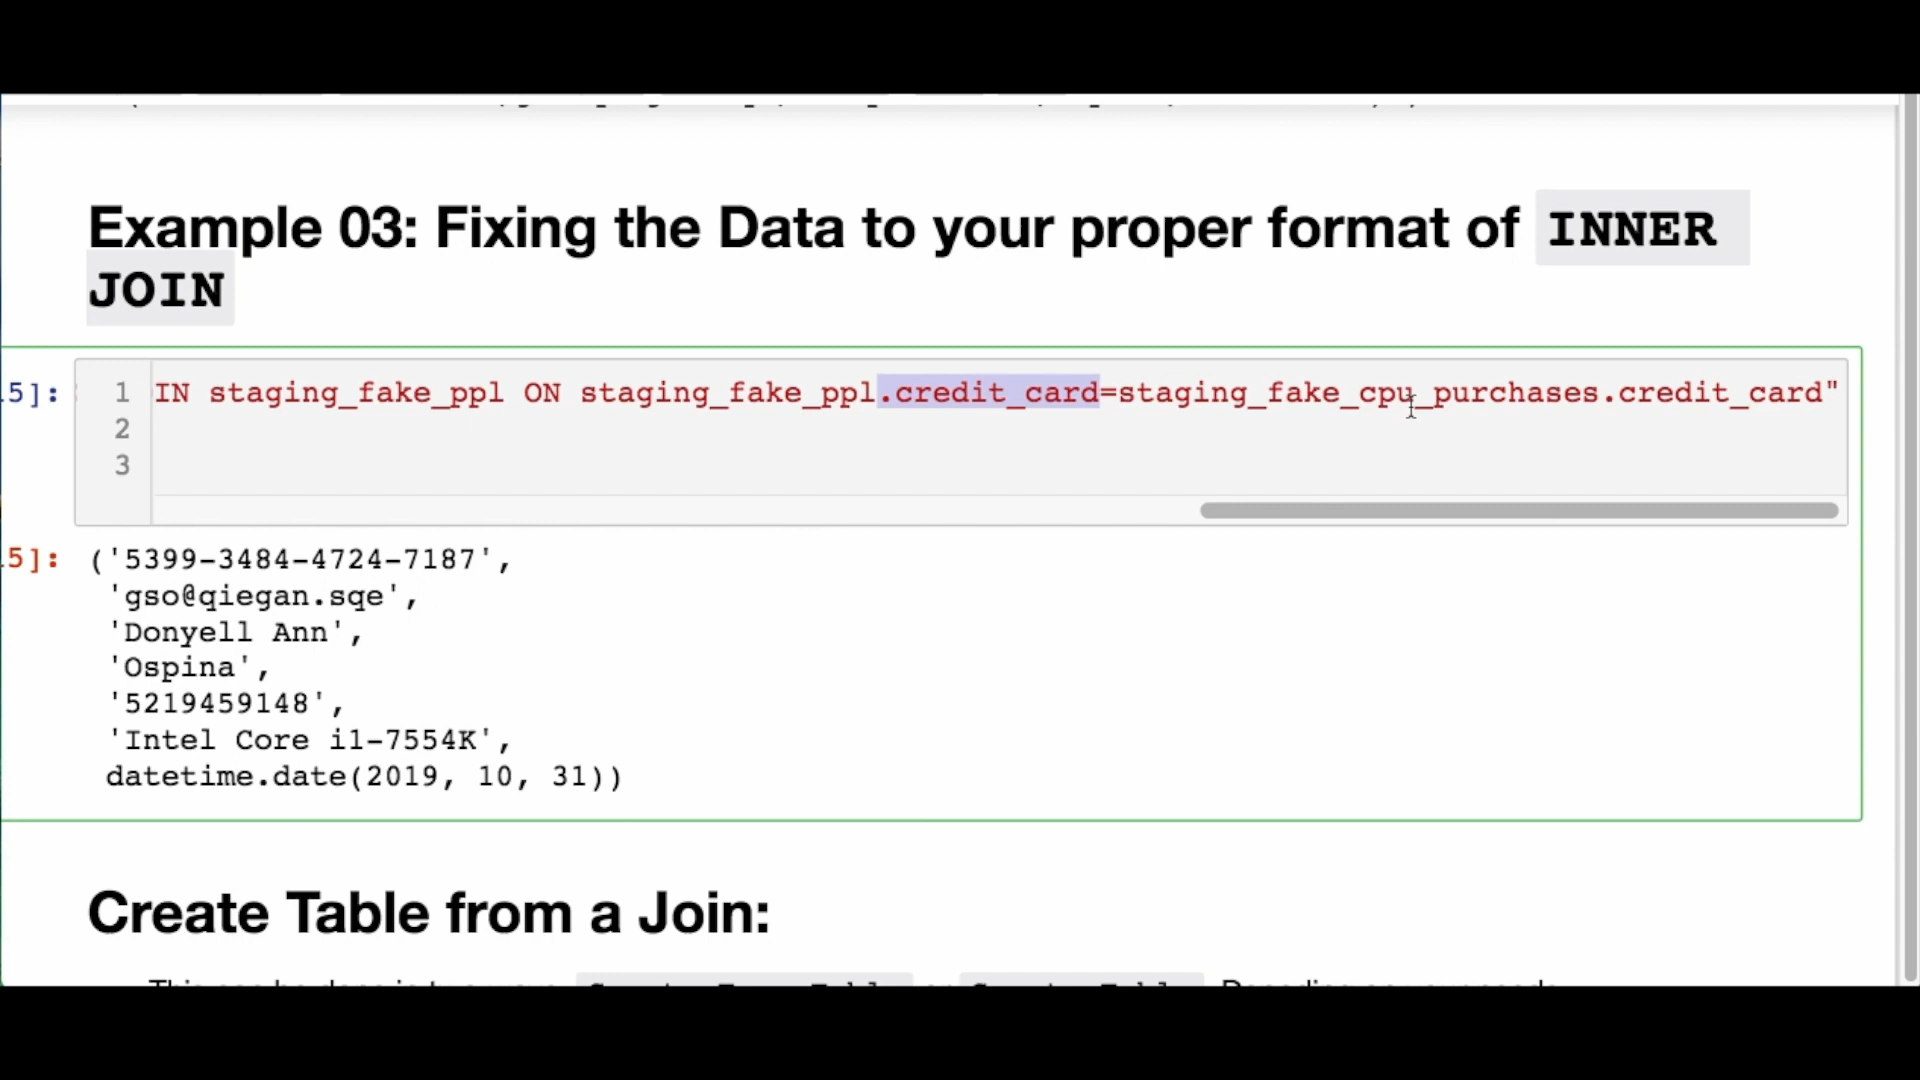 Example 03: Fixing the Data to your proper format of INNER
JOIN
5]: 1 IN staging_fake_ppl ON staging_fake_ppl.credit_card=staging_fake_cpu_purchases.credit_card"
2
3
5]: ('5399-3484-4724-7187',
'gso@qiegan.sqe',
'Donyell Ann',
'Ospina',
'5219459148',
'Intel Core i1-7554K',
datetime.date(2019, 10, 31))
Create Table from a Join: